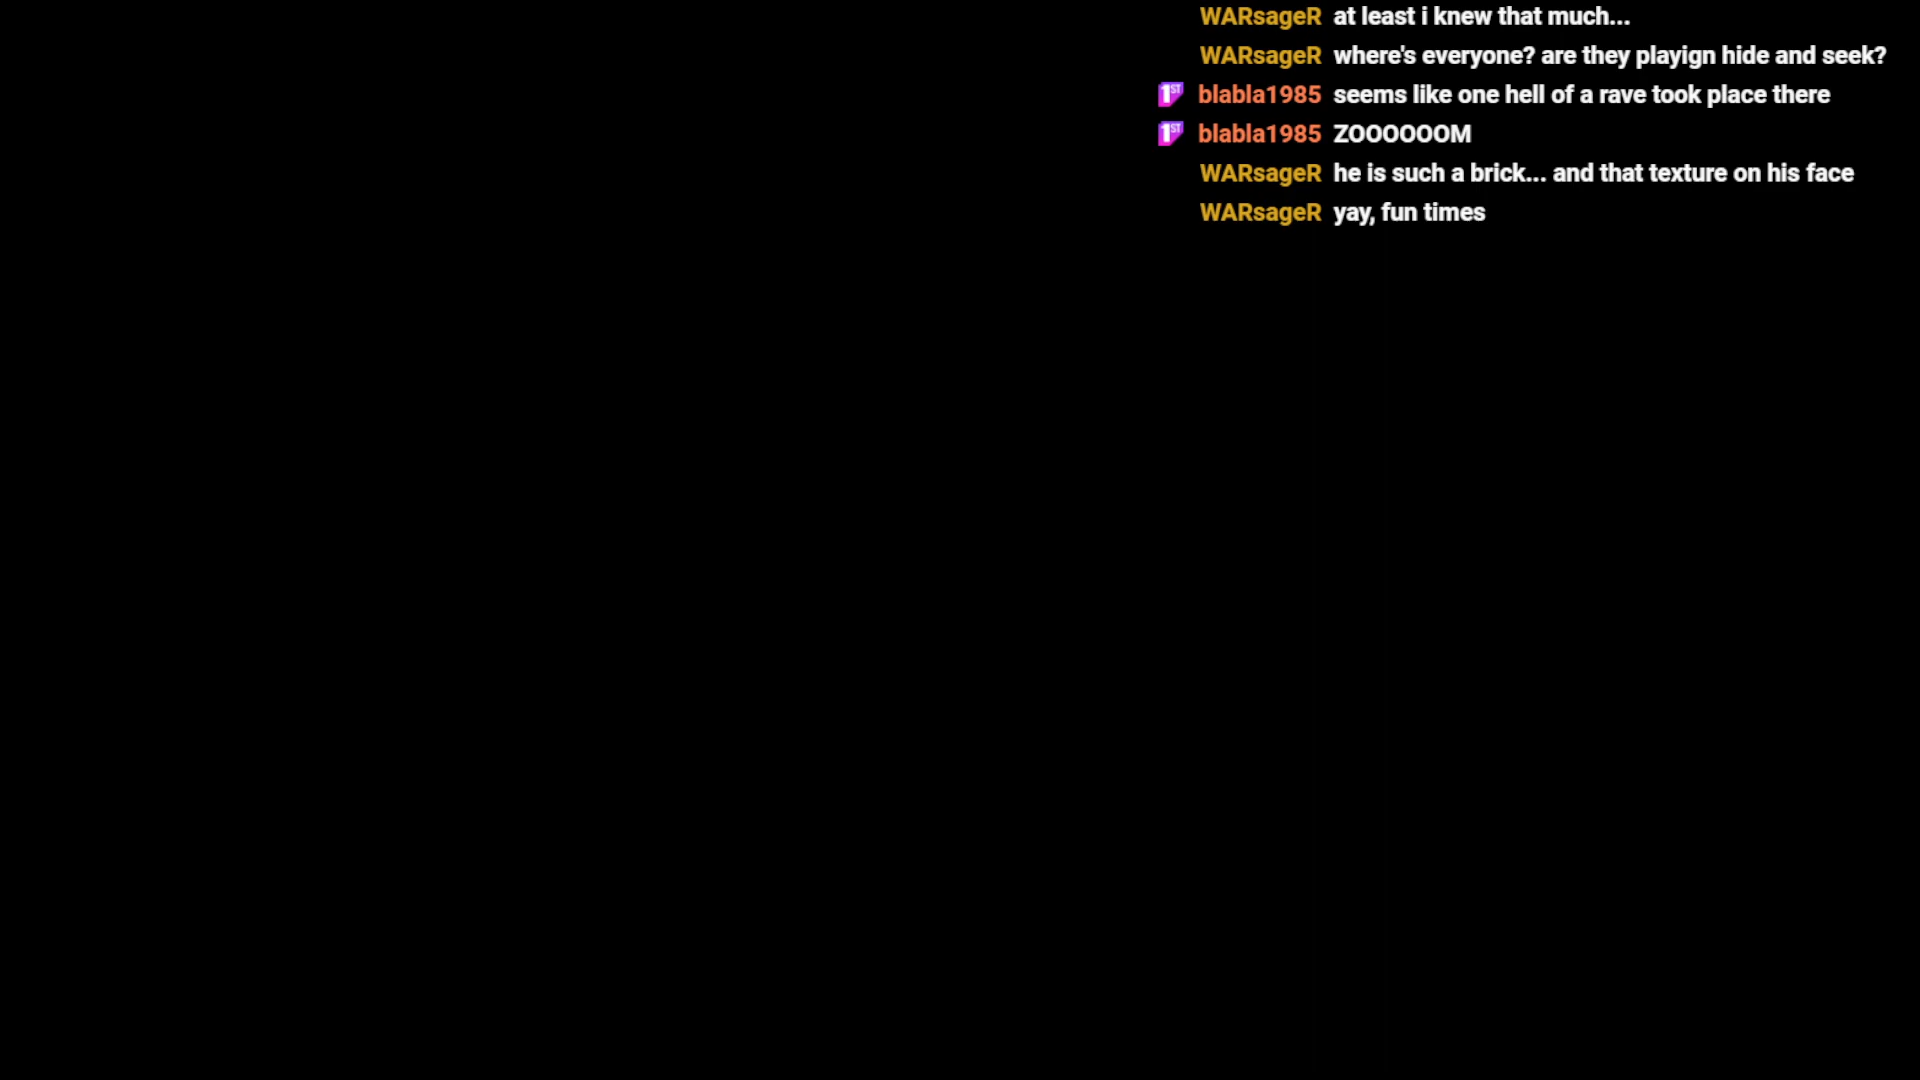 WARsageR at least i knew that much...
WARsageR where's everyone? are they playign hide and seek?
1ST blabla1985 seems like one hell of a rave took place there
1ST blabla1985 ZOOOOOOM
WARsageR he is such a brick... and that texture on his face
WARsageR yay, fun times